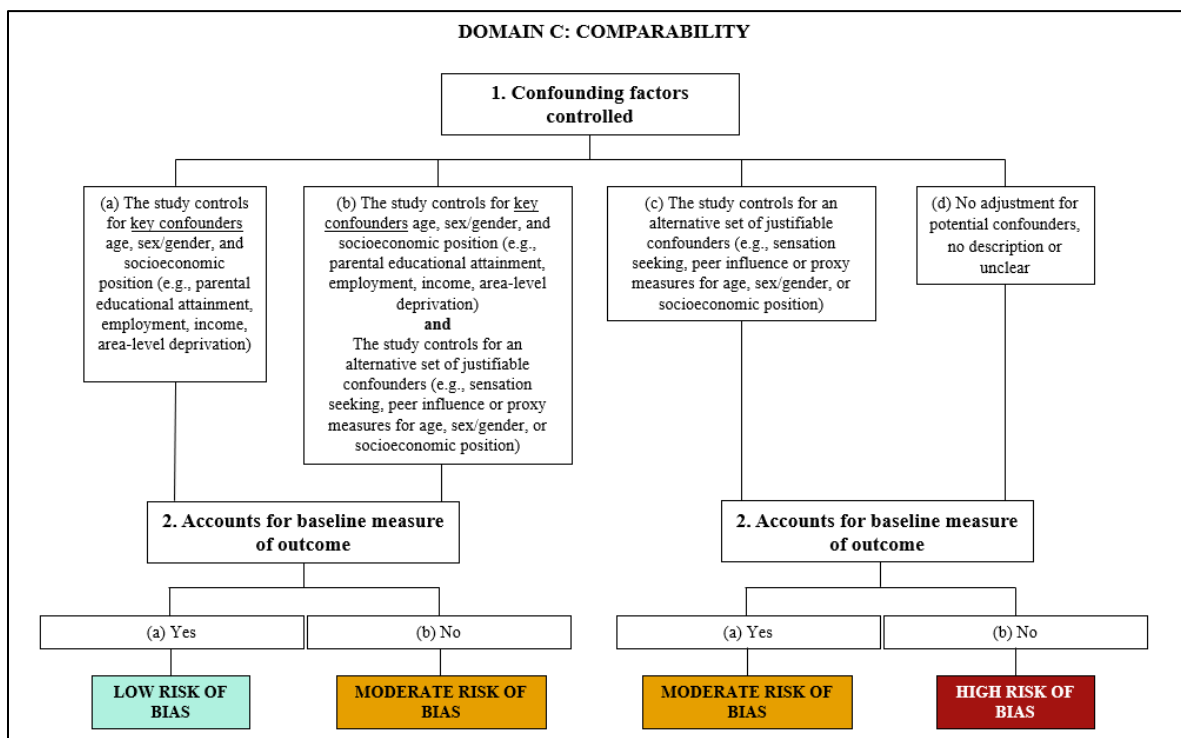 DOMAIN C: COMPARABILITY
1. Confounding factors
controlled
(a) The study controls
for key confounders
age, sex/gender, and
socioeconomic
position (e.g., parental
educational attainment,
employment, income,
area-level deprivation)
(b) The study controls for key
confounders age, sex/gender, and
socioeconomic position (e.g.,
parental educational attainment,
employment, income, area-level
deprivation)
and
The study controls for an
alternative set of justifiable
confounders (e.g., sensation
seeking, peer influence or proxy
measures for age, sex/gender, or
socioeconomic position)
(c) The study controls for an
alternative set of justifiable
confounders (e.g., sensation
seeking, peer influence or proxy
measures for age, sex/gender, or
socioeconomic position)
(d) No adjustment for
potential confounders,
no description or
unclear
2. Accounts for baseline measure
of outcome
2. Accounts for baseline measure
of outcome
(a) Yes
(b) No
(a) Yes
(b) No
LOW RISK OF
BIAS
MODERATE RISK OF
BIAS
MODERATE RISK OF
BIAS
HIGH RISK OF
BIAS